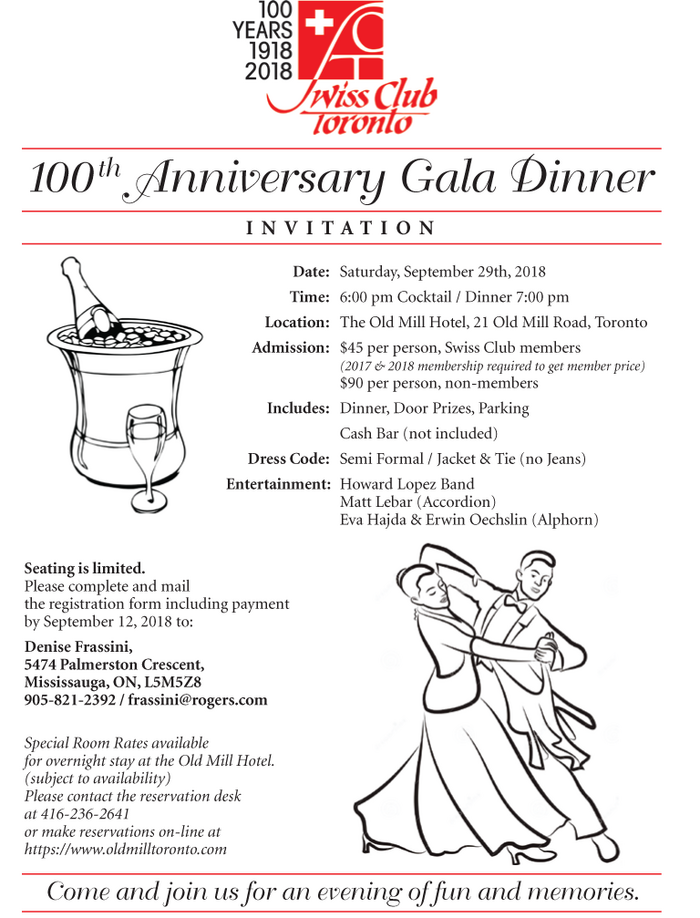 100
YEARS
1918
2018
Swiss Club
Toronto
100th Anniversary Gala Dinner
INVITATION
Date: Saturday, September 29th, 2018
Time: 6:00 pm Cocktail / Dinner 7:00 pm
Location: The Old Mill Hotel, 21 Old Mill Road, Toronto
Admission: $45 per person, Swiss Club members
(2017 & 2018 membership required to get member price)
$90 per person, non-members
Includes: Dinner, Door Prizes, Parking
Cash Bar (not included)
Dress Code: Semi Formal / Jacket & Tie (no Jeans)
Entertainment: Howard Lopez Band
Matt Lebar (Accordion)
Eva Hajda & Erwin Oechslin (Alphorn)
Seating is limited.
Please complete and mail
the registration form including payment
by September 12, 2018 to:
Denise Frassini,
5474 Palmerston Crescent,
Mississauga, ON, L5M5Z8
905-821-2392 / frassini@rogers.com
Special Room Rates available
for overnight stay at the Old Mill Hotel.
(subject to availability)
Please contact the reservation desk
at 416-236-2641
or make reservations on-line at
https://www.oldmilltoronto.com
Come and join us for an evening of fun and memories.